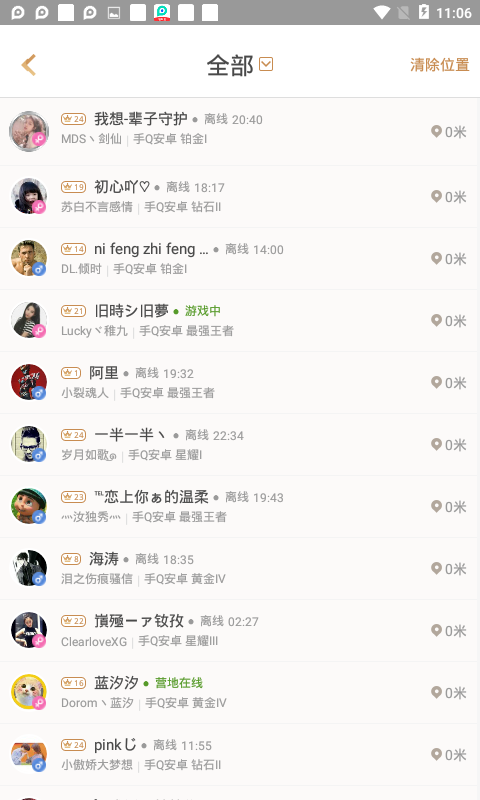 11:06
全部
清除位置
24 我想-辈子守护 ● 离线 20:40
MDS丶剑仙 | 手Q安卓 铂金I
0米
19 初心吖♡ ● 离线 18:17
苏白不言感情 | 手Q安卓 钻石II
0米
14 ni feng zhi feng ... ● 离线 14:00
DL.倾时 | 手Q安卓 铂金I
0米
21 旧時シ旧夢 ● 游戏中
Luckyヾ稚九 | 手Q安卓 最强王者
0米
1 阿里 ● 离线 19:32
小裂魂人 | 手Q安卓 最强王者
0米
24 一半一半丶 ● 离线 22:34
岁月如歌 | 手Q安卓 星耀I
0米
23 ℡恋上你ぁ的温柔 ● 离线 19:43
灬汝独秀灬 | 手Q安卓 最强王者
0米
8 海涛 ● 离线 18:35
泪之伤痕骚信 | 手Q安卓 黄金IV
0米
22 ーァ钕孜 ● 离线 02:27
ClearloveXG | 手Q安卓 星耀III
0米
16 蓝汐汐 ● 营地在线
Dorom丶蓝汐 | 手Q安卓 黄金IV
0米
24 pinkじ ● 离线 11:55
小傲娇大梦想 | 手Q安卓 钻石II
0米